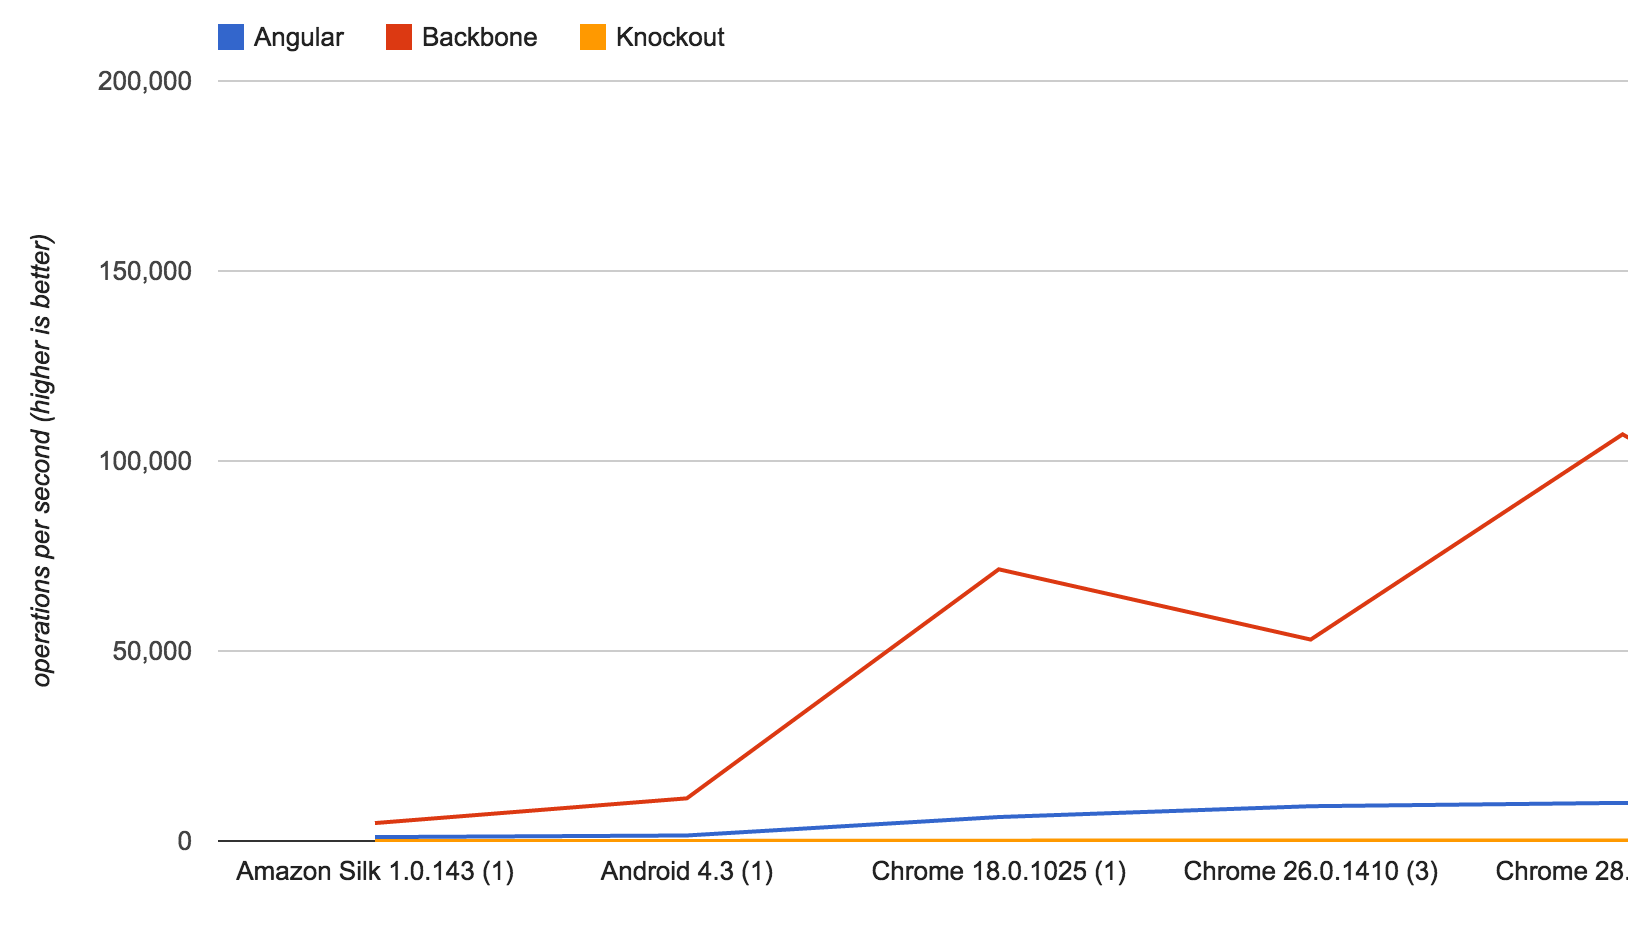 Angular Backbone Knockout
200,000
150,000
100,000
50,000
0
operations per second (higher is better)
Amazon Silk 1.0.143 (1) Android 4.3 (1) Chrome 18.0.1025 (1) Chrome 26.0.1410 (3) Chrome 28.